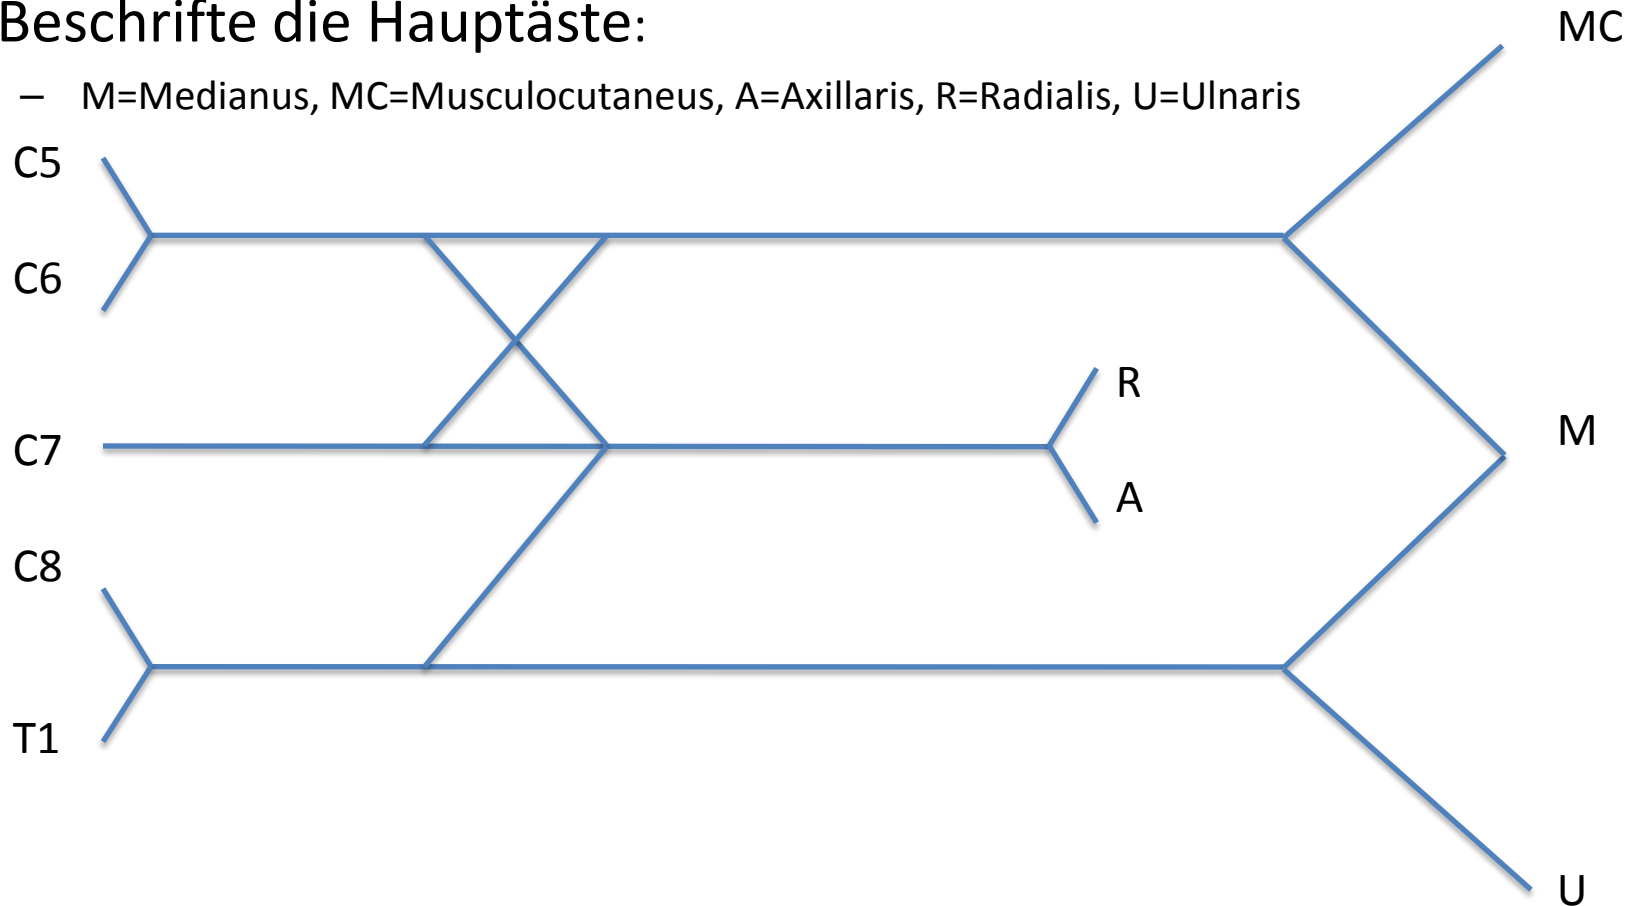 Beschrifte die Hauptäste:
MC
– M=Medianus, MC=Musculocutaneus, A=Axillaris, R=Radialis, U=Ulnaris
C5
C6
R
C7
M
A
C8
T1
U